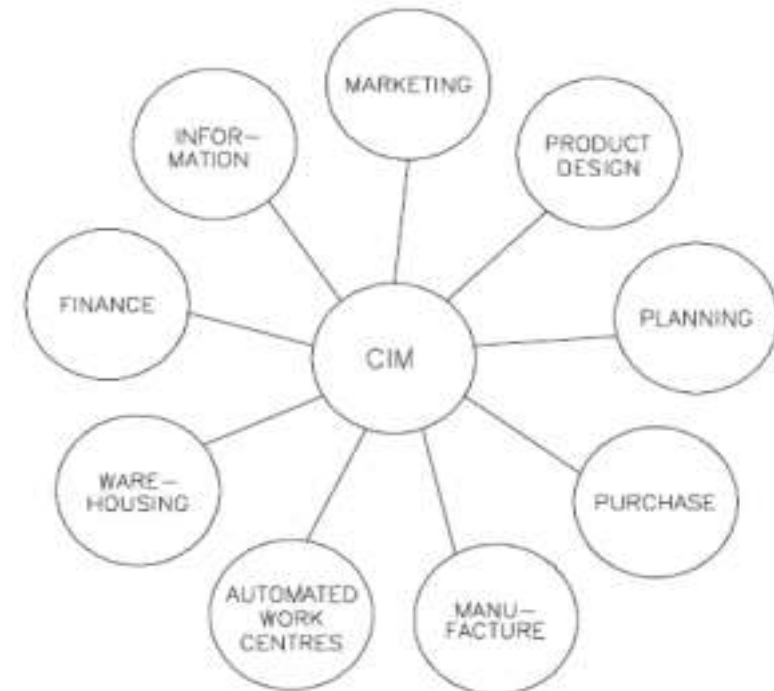 MARKETING
INFOR-
MATION
PRODUCT
DESIGN
FINANCE
PLANNING
CIM
WARE-
HOUSING
PURCHASE
AUTOMATED
WORK
CENTRES
MANU-
FACTURE